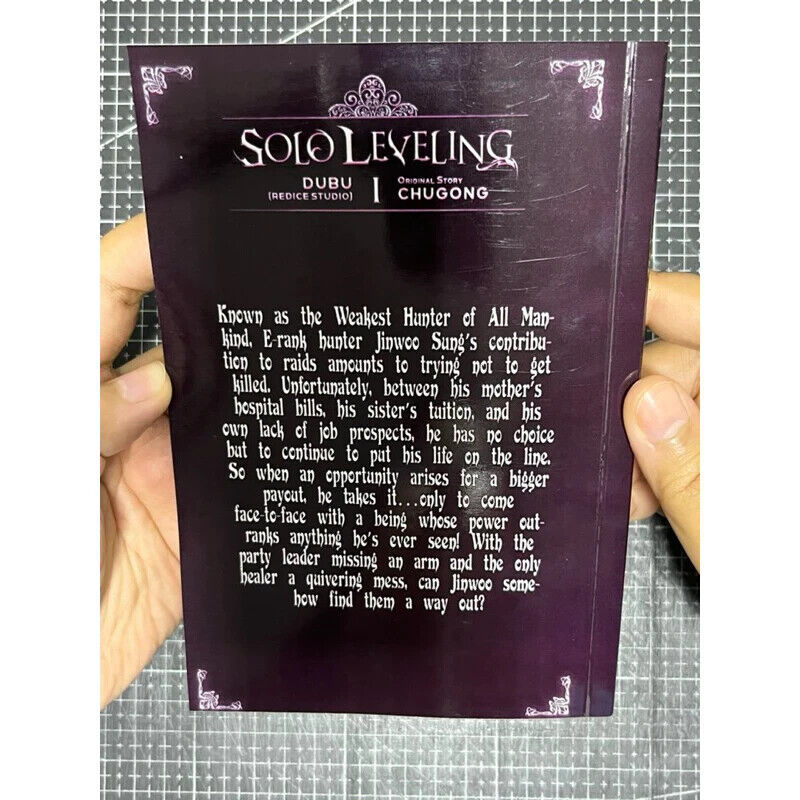 SOLO LEVELING
DUBU
(REDICE STUDIO)
I
ORIGINAL STORY
CHUGONG
Known as the Weakest Hunter of All Man-
kind, E-rank hunter Jinwoo Sung's contribu-
tion to raids amounts to trying not to get
killed. Unfortunately, between his mother's
hospital bills, his sister's tuition, and his
own lack of job prospects, he has no choice
but to continue to put his life on the line.
So when an opportunity arises for a bigger
payout, he takes it...only to come
face-to-face with a being whose power out-
ranks anything he's ever seen! With the
party leader missing an arm and the only
healer a quivering mess, can Jinwoo some-
how find them a way out?